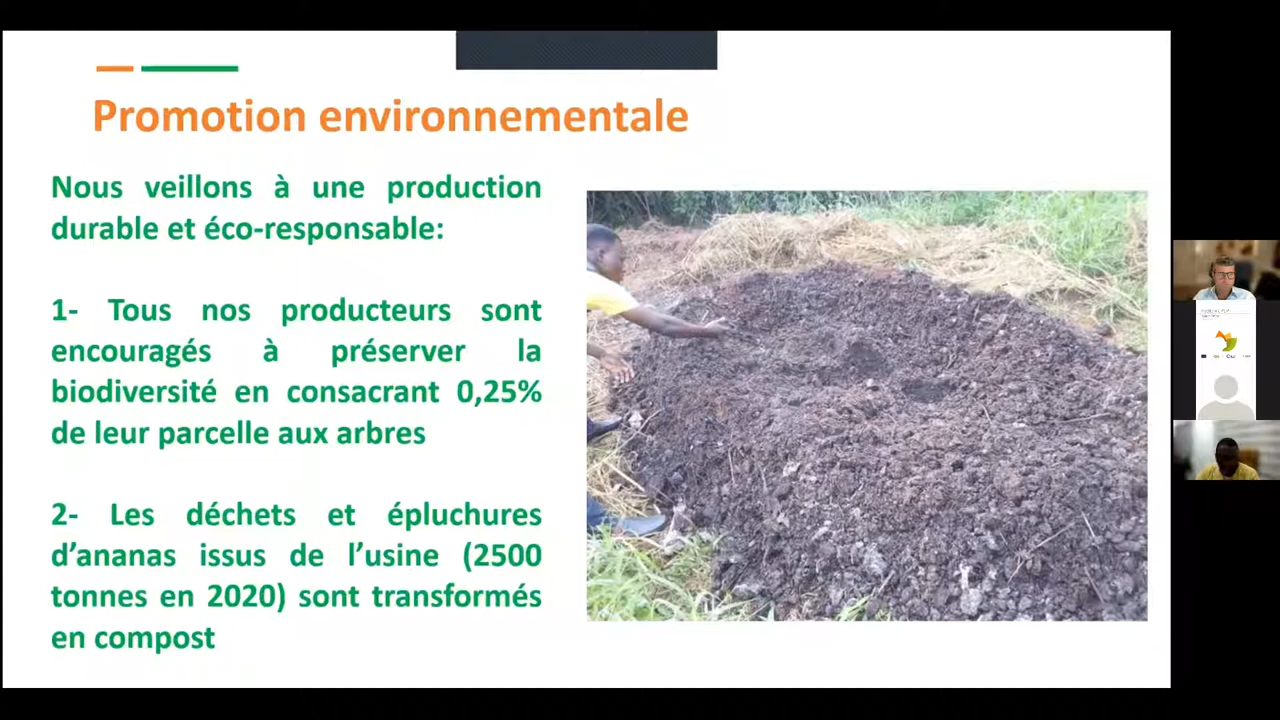 Promotion environnementale
Nous veillons à une production
durable et éco-responsable:
1- Tous nos producteurs sont
encouragés à préserver la
biodiversité en consacrant 0,25%
de leur parcelle aux arbres
2- Les déchets et épluchures
d’ananas issus de l’usine (2500
tonnes en 2020) sont transformés
en compost